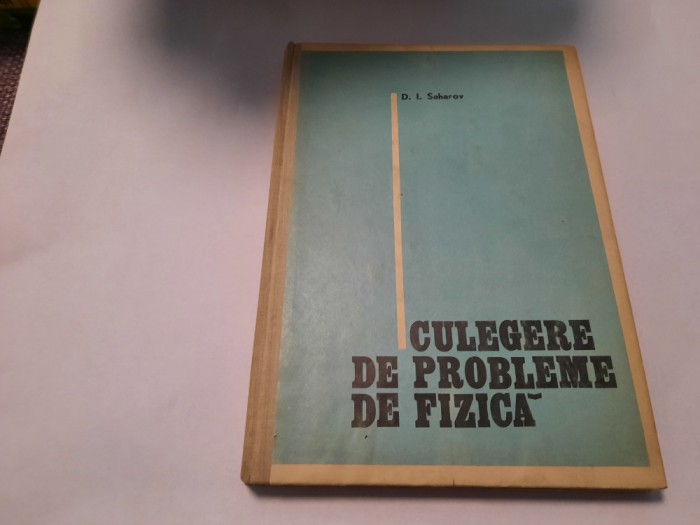 D. I. Saharov
CULEGERE
DE PROBLEME
DE FIZICĂ